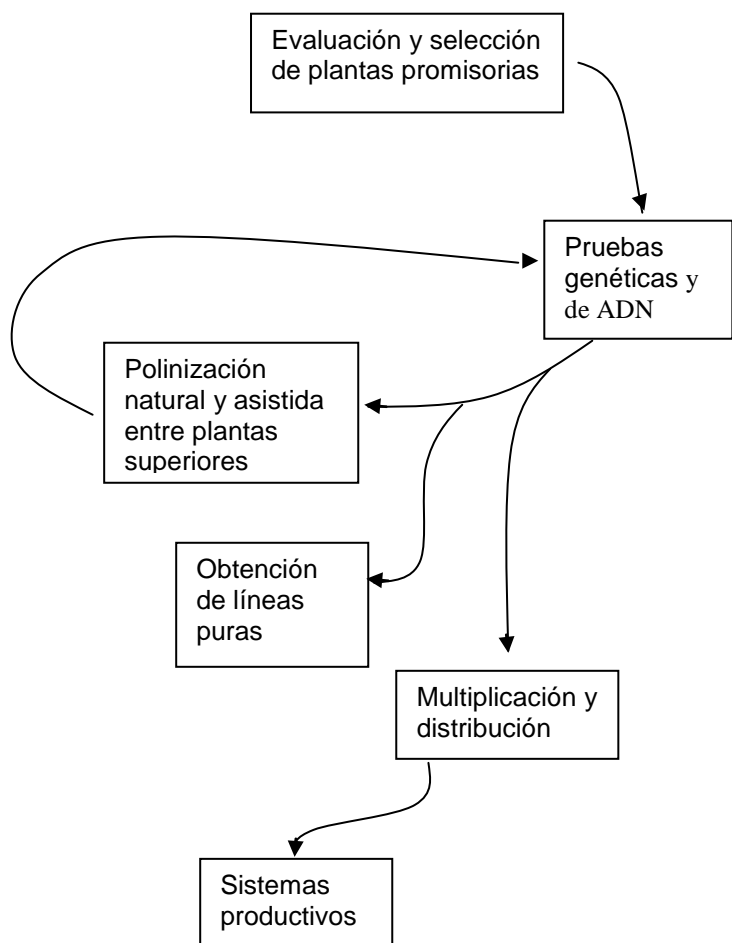 Evaluación y selección
de plantas promisorias
Pruebas
genéticas y
de ADN
Polinización
natural y asistida
entre plantas
superiores
Obtención
de líneas
puras
Multiplicación y
distribución
Sistemas
productivos